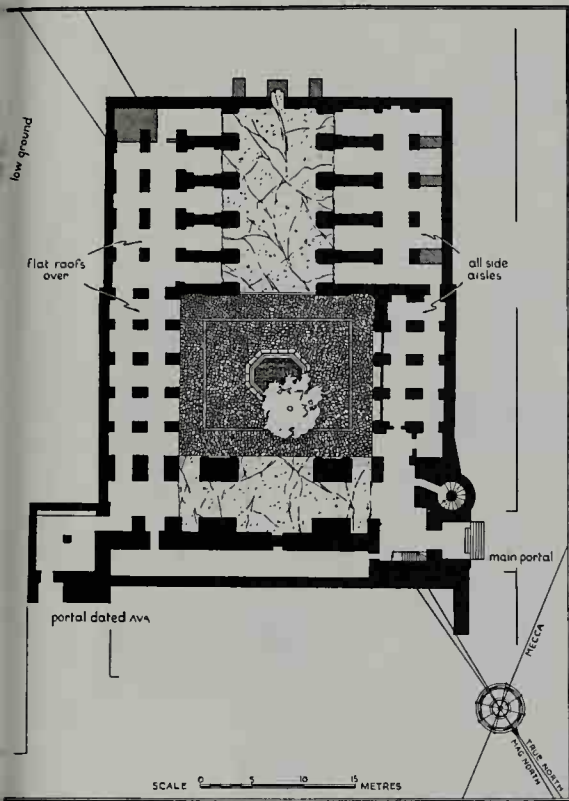 low ground
flat roofs
over
all side
aisles
main portal
portal dated ٨٧٨
MECCA
TRUE NORTH
MAG NORTH
SCALE 0 5 10 15 METRES